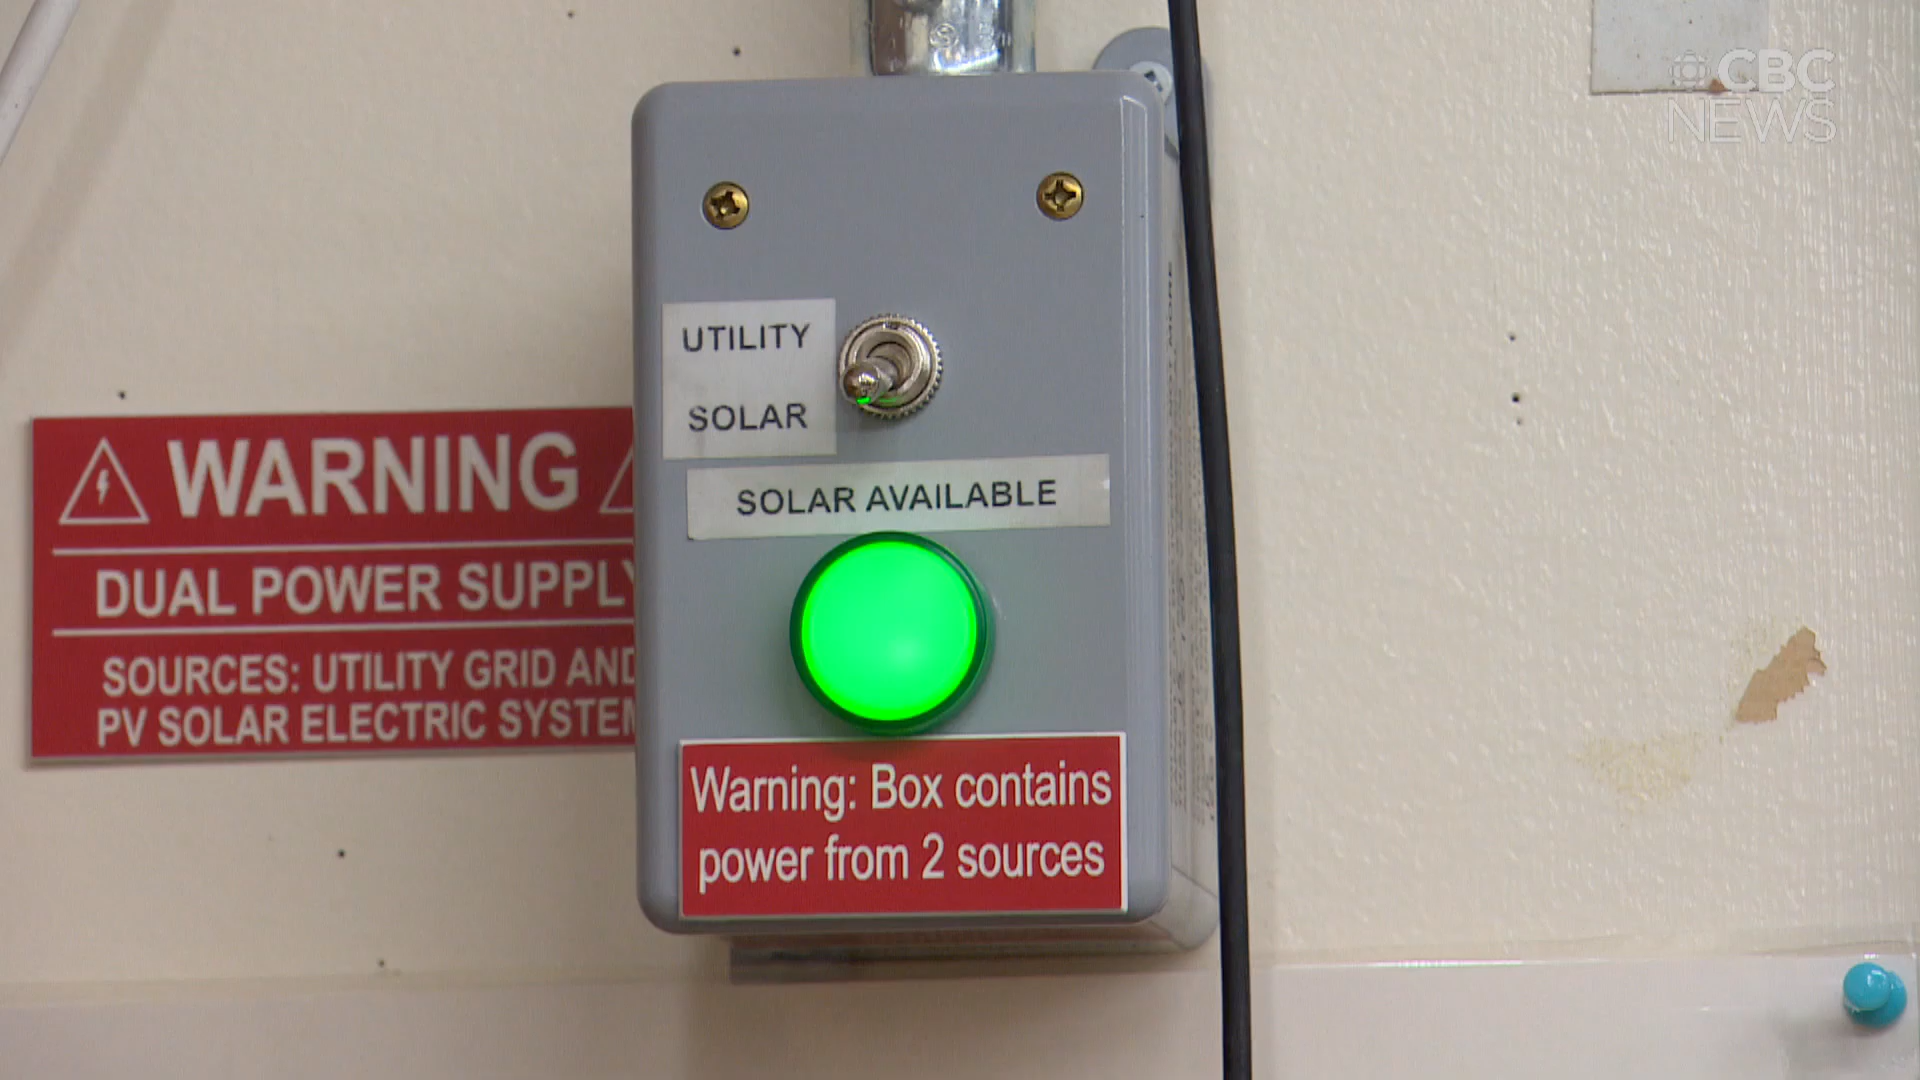 CBC
NEWS
UTILITY
SOLAR
SOLAR AVAILABLE
WARNING
DUAL POWER SUPPLY
SOURCES: UTILITY GRID AND
PV SOLAR ELECTRIC SYSTEM
Warning: Box contains
power from 2 sources